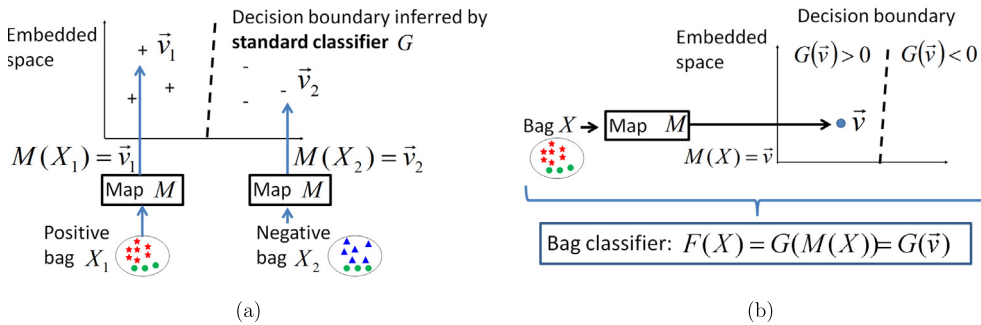 Decision boundary inferred by
standard classifier G
Embedded
space
+ v⃗₁
+ +
- v⃗₂
- -
-
M(X₁)=v⃗₁
M(X₂)=v⃗₂
Map M
Map M
Positive
bag X₁
Negative
bag X₂
(a)
Decision boundary
Embedded
space
G(v⃗)>0
G(v⃗)<0
v⃗
Bag X
Map M
M(X)=v⃗
Bag classifier: F(X)=G(M(X))=G(v⃗)
(b)